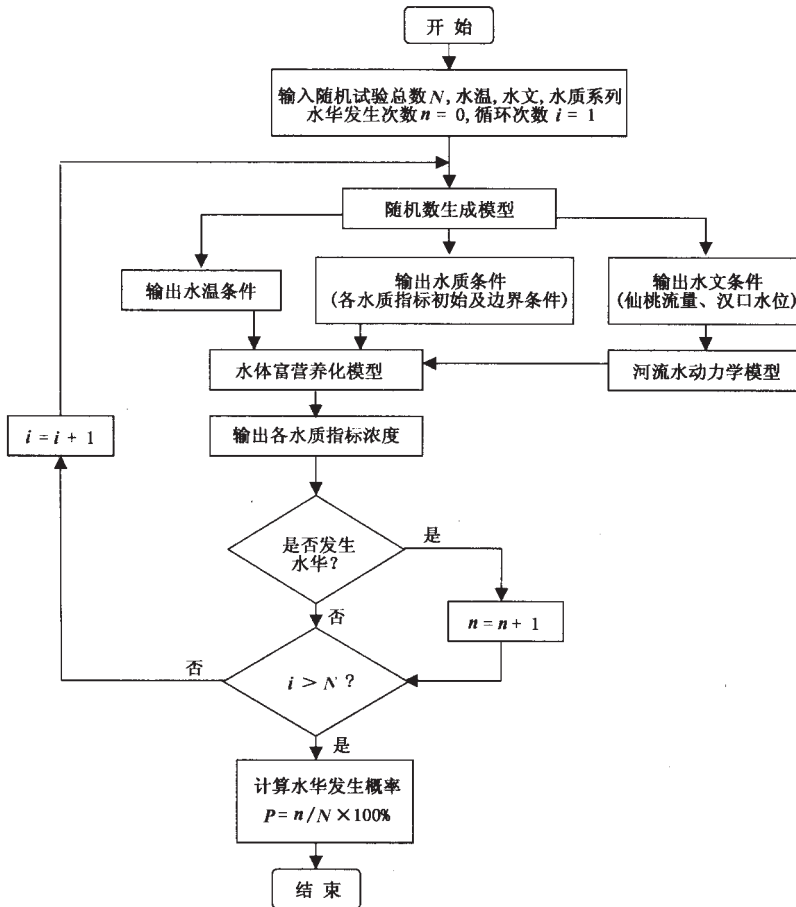 开 始
输入随机试验总数 N, 水温, 水文, 水质系列
水华发生次数 n = 0, 循环次数 i = 1
随机数生成模型
输出水温条件
输出水质条件
(各水质指标初始及边界条件)
输出水文条件
(仙桃流量、汉口水位)
水体富营养化模型
河流水动力学模型
i = i + 1
输出各水质指标浓度
是否发生
水华?
是
否
n = n + 1
否
i > N ?
是
计算水华发生概率
P = n/N × 100%
结 束